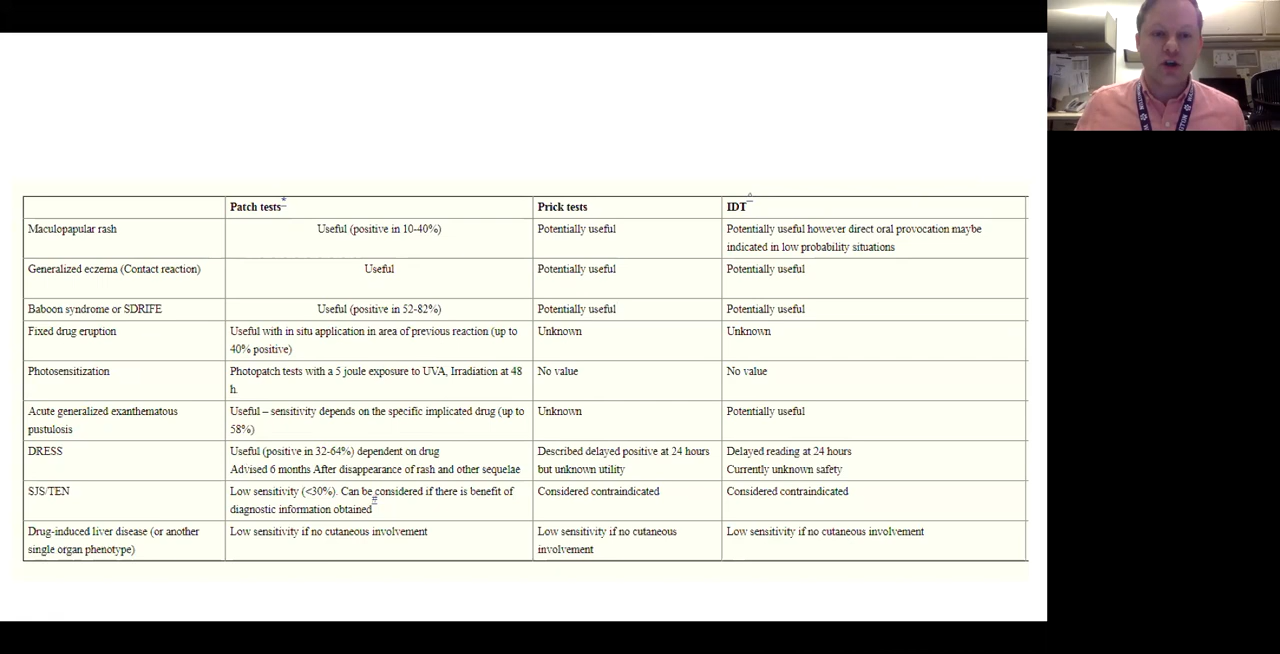 Patch tests* Prick tests IDT^
Maculopapular rash Useful (positive in 10-40%) Potentially useful Potentially useful however direct oral provocation maybe
indicated in low probability situations
Generalized eczema (Contact reaction) Useful Potentially useful Potentially useful
Baboon syndrome or SDRIFE Useful (positive in 52-82%) Potentially useful Potentially useful
Fixed drug eruption Useful with in situ application in area of previous reaction (up to Unknown Unknown
40% positive)
Photosensitization Photopatch tests with a 5 joule exposure to UVA, Irradiation at 48 No value No value
h.
Acute generalized exanthematous Useful – sensitivity depends on the specific implicated drug (up to Unknown Potentially useful
pustulosis 58%)
DRESS Useful (positive in 32-64%) dependent on drug Described delayed positive at 24 hours Delayed reading at 24 hours
Advised 6 months After disappearance of rash and other sequelae but unknown utility Currently unknown safety
SJS/TEN Low sensitivity (<30%). Can be considered if there is benefit of Considered contraindicated Considered contraindicated
diagnostic information obtained#
Drug-induced liver disease (or another Low sensitivity if no cutaneous involvement Low sensitivity if no cutaneous Low sensitivity if no cutaneous involvement
single organ phenotype) involvement